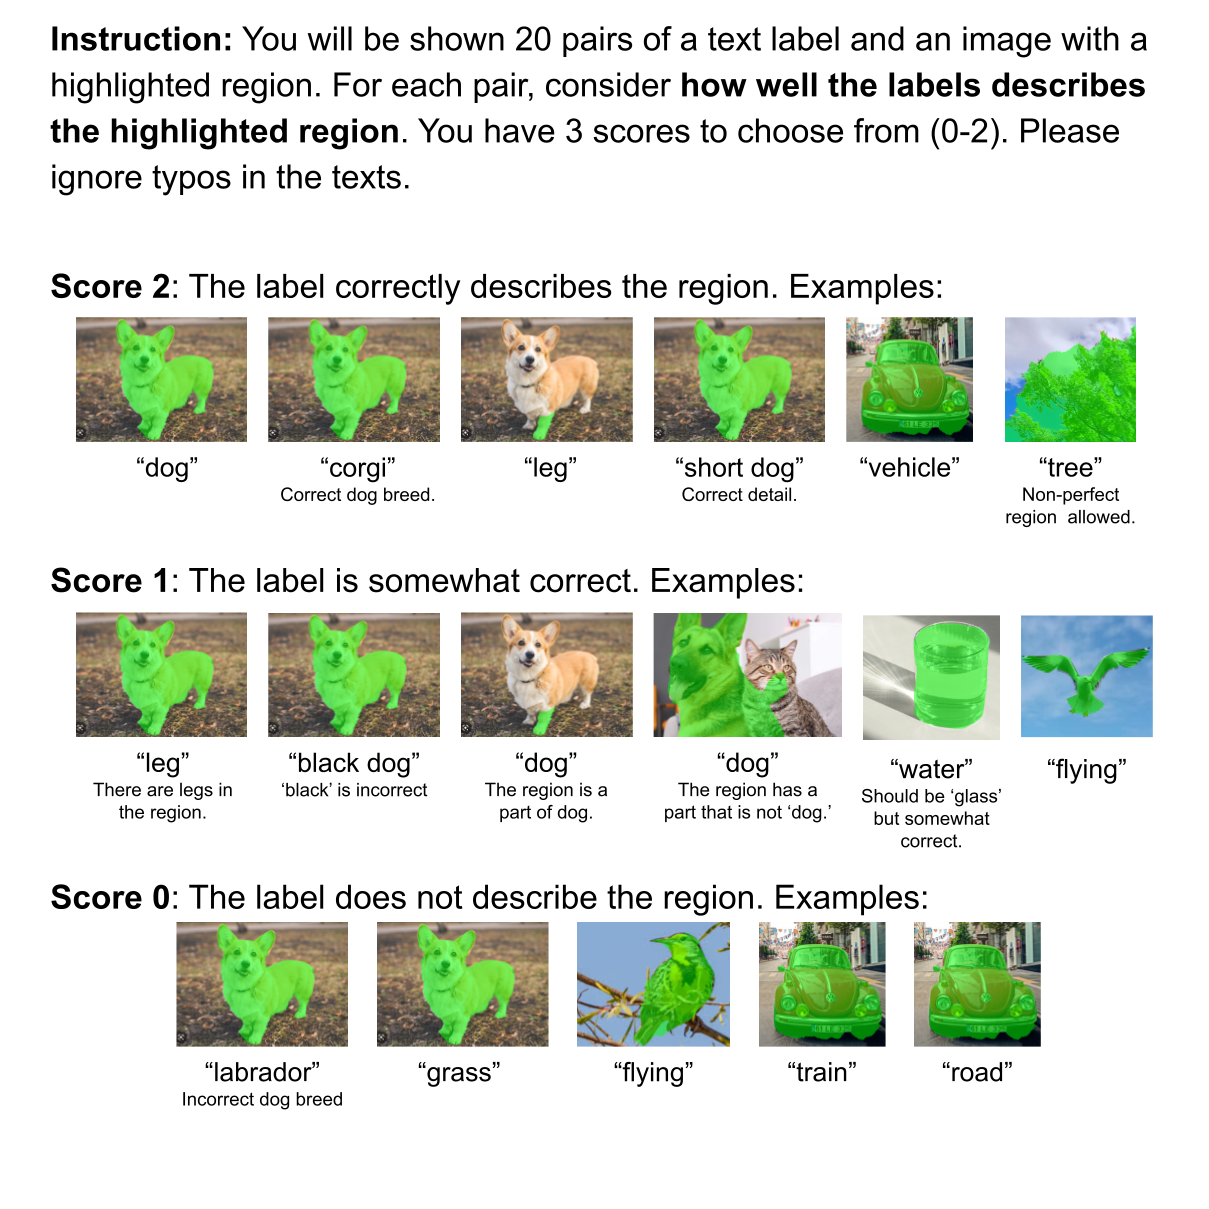 Instruction: You will be shown 20 pairs of a text label and an image with a
highlighted region. For each pair, consider how well the labels describes
the highlighted region. You have 3 scores to choose from (0-2). Please
ignore typos in the texts.
Score 2: The label correctly describes the region. Examples:
“dog” “corgi” “leg” “short dog” “vehicle” “tree”
Correct dog breed. Correct detail. Non-perfect
region allowed.
Score 1: The label is somewhat correct. Examples:
“leg” “black dog” “dog” “dog” “water” “flying”
There are legs in ‘black’ is incorrect The region is a The region has a Should be ‘glass’
the region. part of dog. part that is not ‘dog.’ but somewhat
correct.
Score 0: The label does not describe the region. Examples:
“labrador” “grass” “flying” “train” “road”
Incorrect dog breed